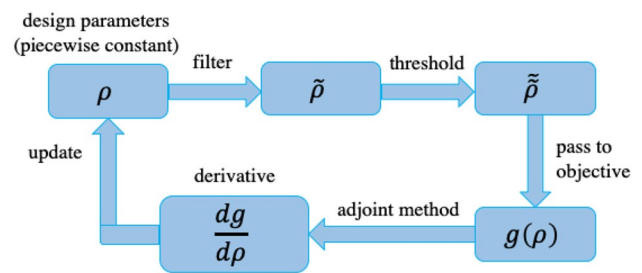 design parameters
(piecewise constant)
filter
threshold
ρ
ρ̃
ρ̃̃
update
pass to
objective
derivative
dg
dρ
adjoint method
g(ρ)